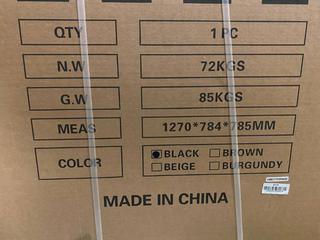 QTY 1 PC
N.W 72KGS
G.W 85KGS
MEAS 1270*784*785MM
COLOR BLACK BROWN
BEIGE BURGUNDY
MADE IN CHINA